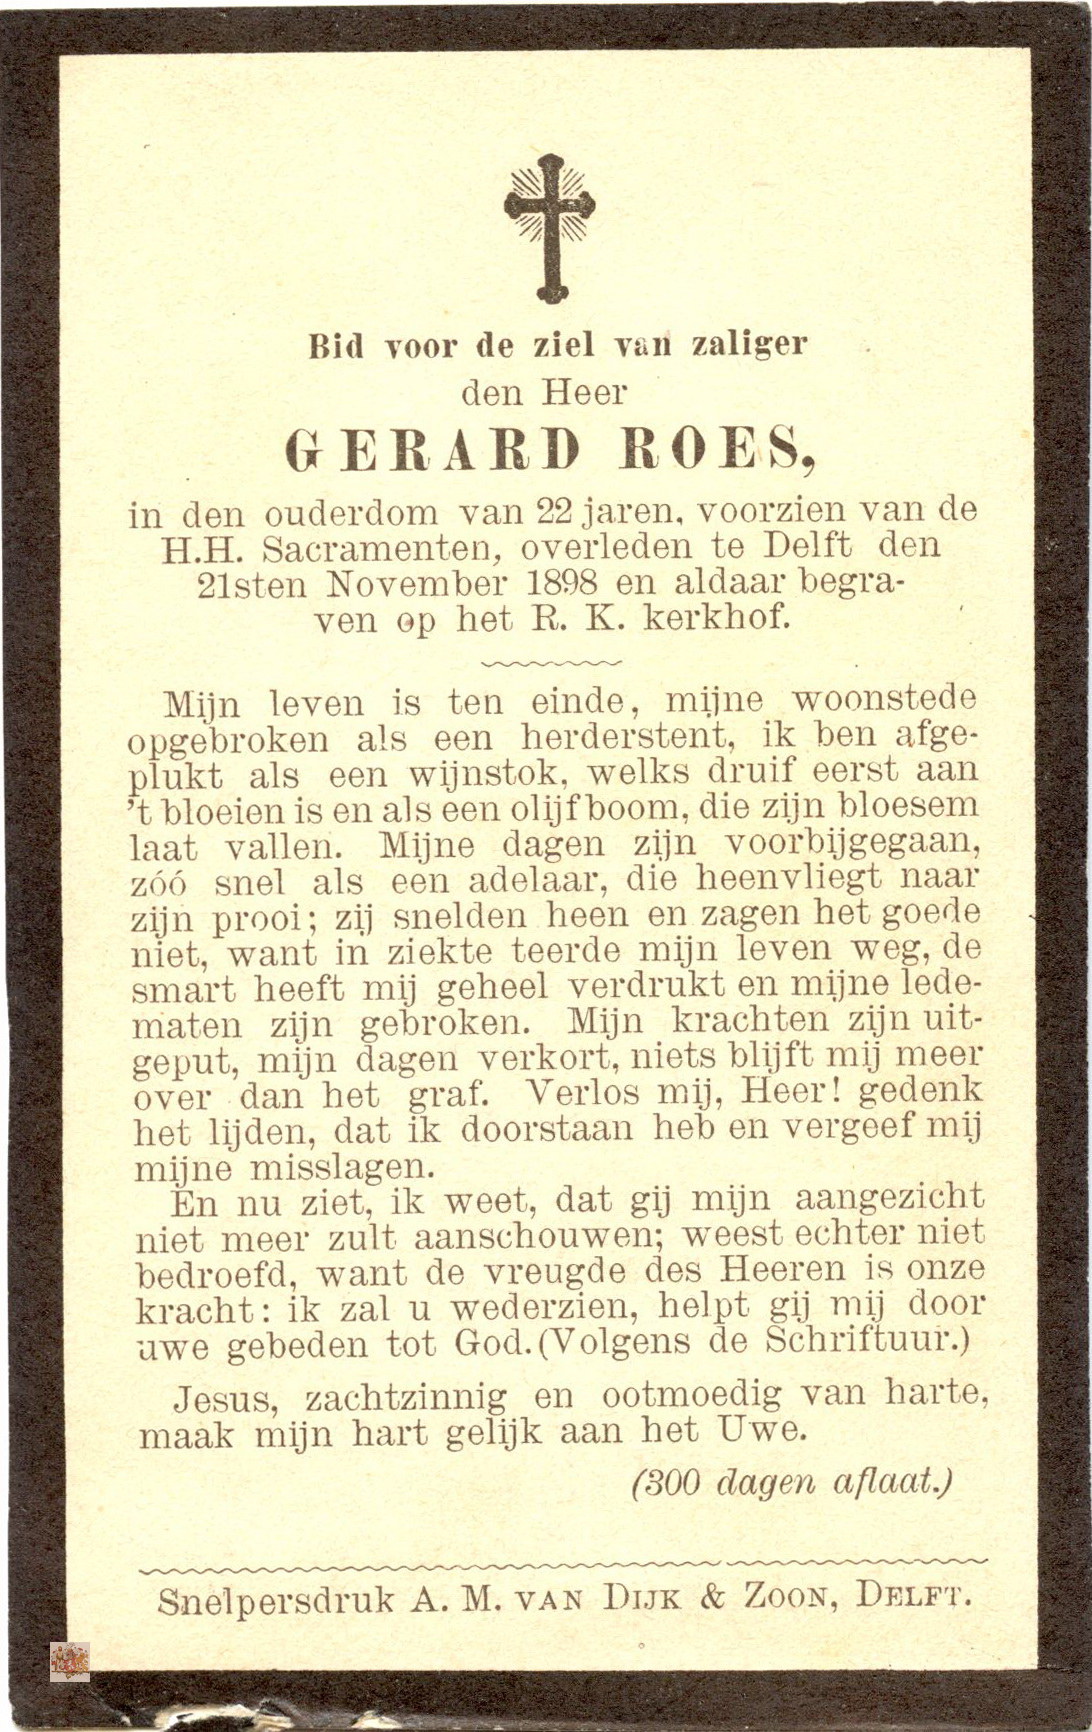 Bid voor de ziel van zaliger
den Heer
GERARD ROES,
in den ouderdom van 22 jaren, voorzien van de
H.H. Sacramenten, overleden te Delft den
21sten November 1898 en aldaar begra-
ven op het R. K. kerkhof.
Mijn leven is ten einde, mijne woonstede
opgebroken als een herderstent, ik ben afge-
plukt als een wijnstok, welks druif eerst aan
't bloeien is en als een olijfboom, die zijn bloesem
laat vallen. Mijne dagen zijn voorbijgegaan,
zóó snel als een adelaar, die heenvliegt naar
zijn prooi; zij snelden heen en zagen het goede
niet, want in ziekte teerde mijn leven weg, de
smart heeft mij geheel verdrukt en mijne lede-
maten zijn gebroken. Mijn krachten zijn uit-
geput, mijn dagen verkort, niets blijft mij meer
over dan het graf. Verlos mij, Heer! gedenk
het lijden, dat ik doorstaan heb en vergeef mij
mijne misslagen.
En nu ziet, ik weet, dat gij mijn aangezicht
niet meer zult aanschouwen; weest echter niet
bedroefd, want de vreugde des Heeren is onze
kracht: ik zal u wederzien, helpt gij mij door
uwe gebeden tot God. (Volgens de Schriftuur.)
Jesus, zachtzinnig en ootmoedig van harte,
maak mijn hart gelijk aan het Uwe.
(300 dagen aflaat.)
Snelpersdruk A. M. VAN DIJK & ZOON, DELFT.